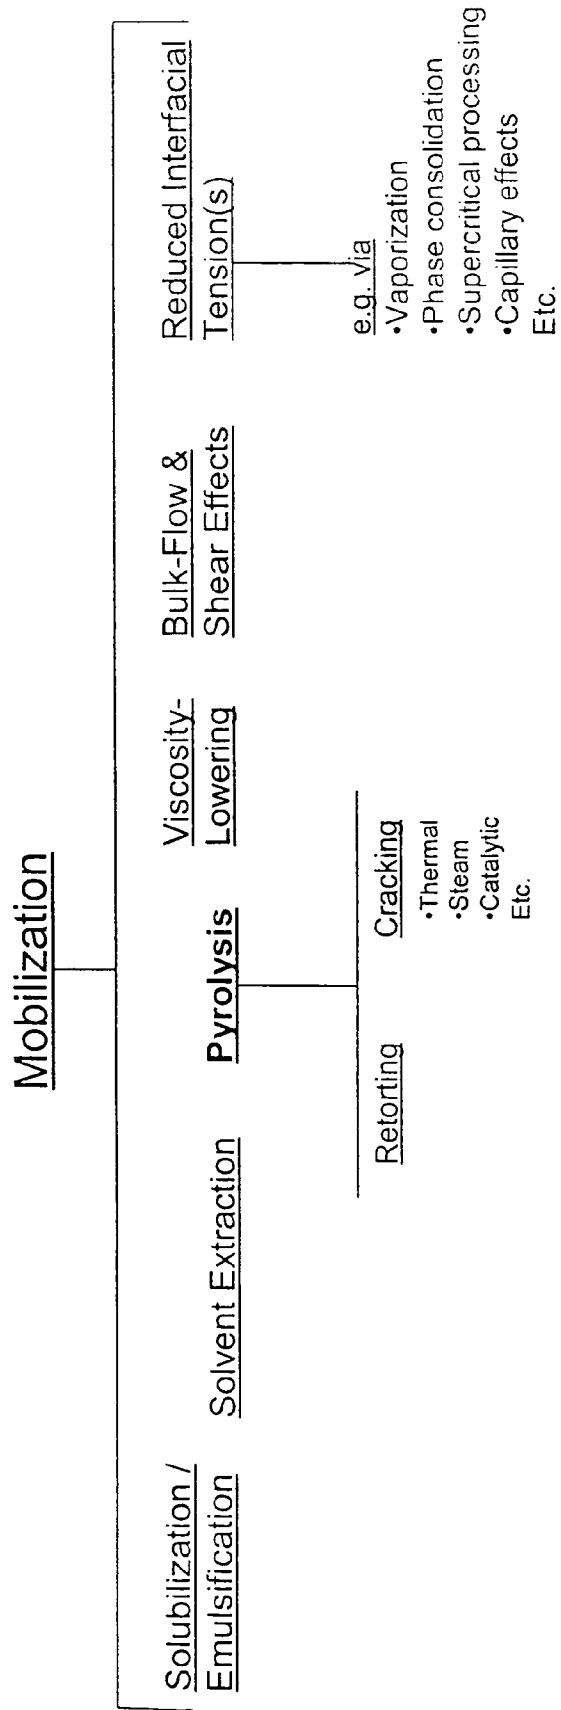 Mobilization
Solubilization /
Emulsification
Solvent Extraction
Pyrolysis
Viscosity-
Lowering
Bulk-Flow &
Shear Effects
Reduced Interfacial
Tension(s)
Retorting
Cracking
•Thermal
•Steam
•Catalytic
Etc.
e.g. via
•Vaporization
•Phase consolidation
•Supercritical processing
•Capillary effects
Etc.